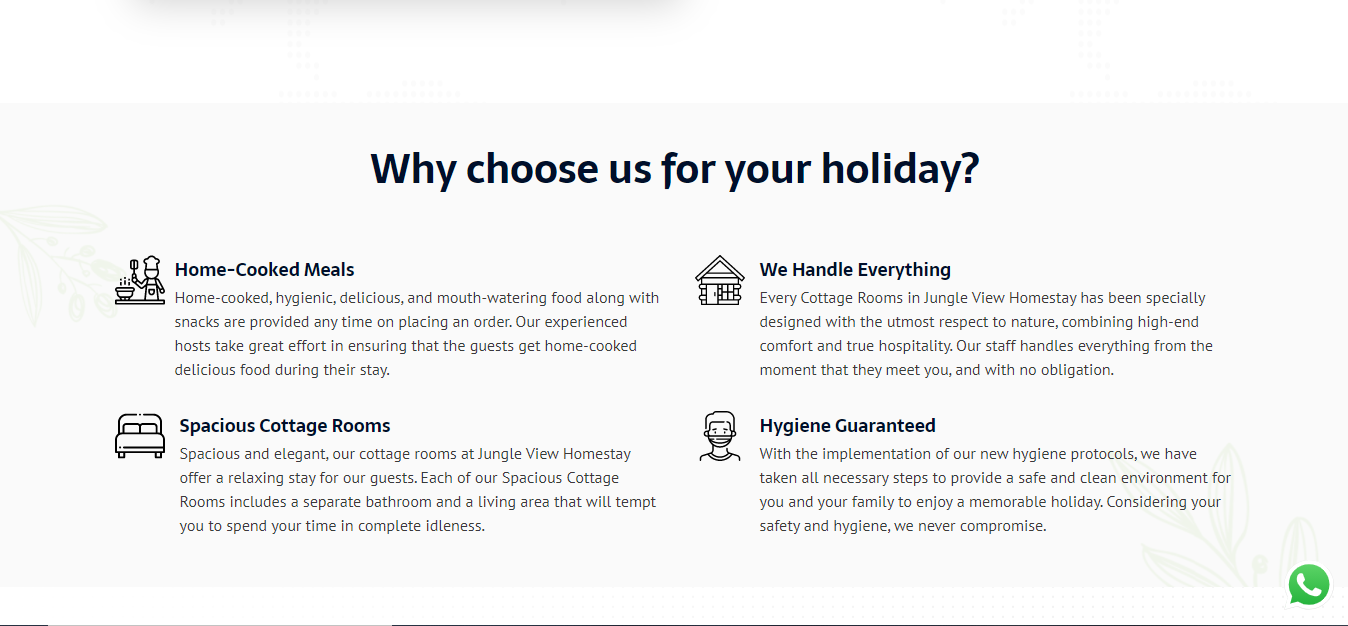 Why choose us for your holiday?
Home-Cooked Meals
Home-cooked, hygienic, delicious, and mouth-watering food along with
snacks are provided any time on placing an order. Our experienced
hosts take great effort in ensuring that the guests get home-cooked
delicious food during their stay.
We Handle Everything
Every Cottage Rooms in Jungle View Homestay has been specially
designed with the utmost respect to nature, combining high-end
comfort and true hospitality. Our staff handles everything from the
moment that they meet you, and with no obligation.
Spacious Cottage Rooms
Spacious and elegant, our cottage rooms at Jungle View Homestay
offer a relaxing stay for our guests. Each of our Spacious Cottage
Rooms includes a separate bathroom and a living area that will tempt
you to spend your time in complete idleness.
Hygiene Guaranteed
With the implementation of our new hygiene protocols, we have
taken all necessary steps to provide a safe and clean environment for
you and your family to enjoy a memorable holiday. Considering your
safety and hygiene, we never compromise.